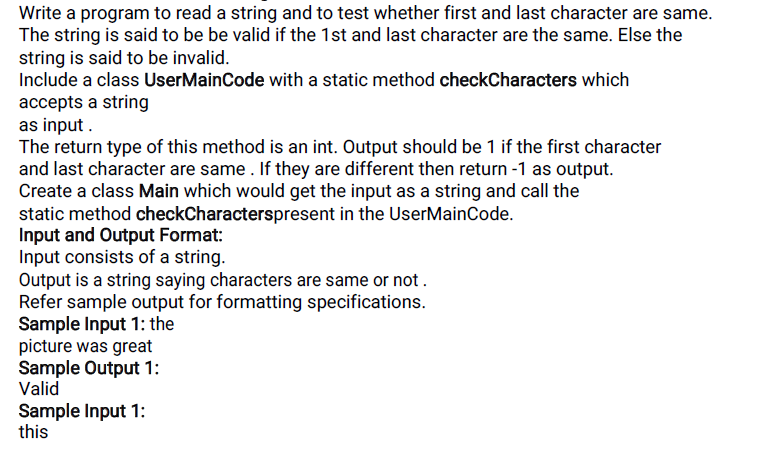 Write a program to read a string and to test whether first and last character are same.
The string is said to be be valid if the 1st and last character are the same. Else the
string is said to be invalid.
Include a class UserMainCode with a static method checkCharacters which
accepts a string
as input .
The return type of this method is an int. Output should be 1 if the first character
and last character are same . If they are different then return -1 as output.
Create a class Main which would get the input as a string and call the
static method checkCharacterspresent in the UserMainCode.
Input and Output Format:
Input consists of a string.
Output is a string saying characters are same or not .
Refer sample output for formatting specifications.
Sample Input 1: the
picture was great
Sample Output 1:
Valid
Sample Input 1:
this